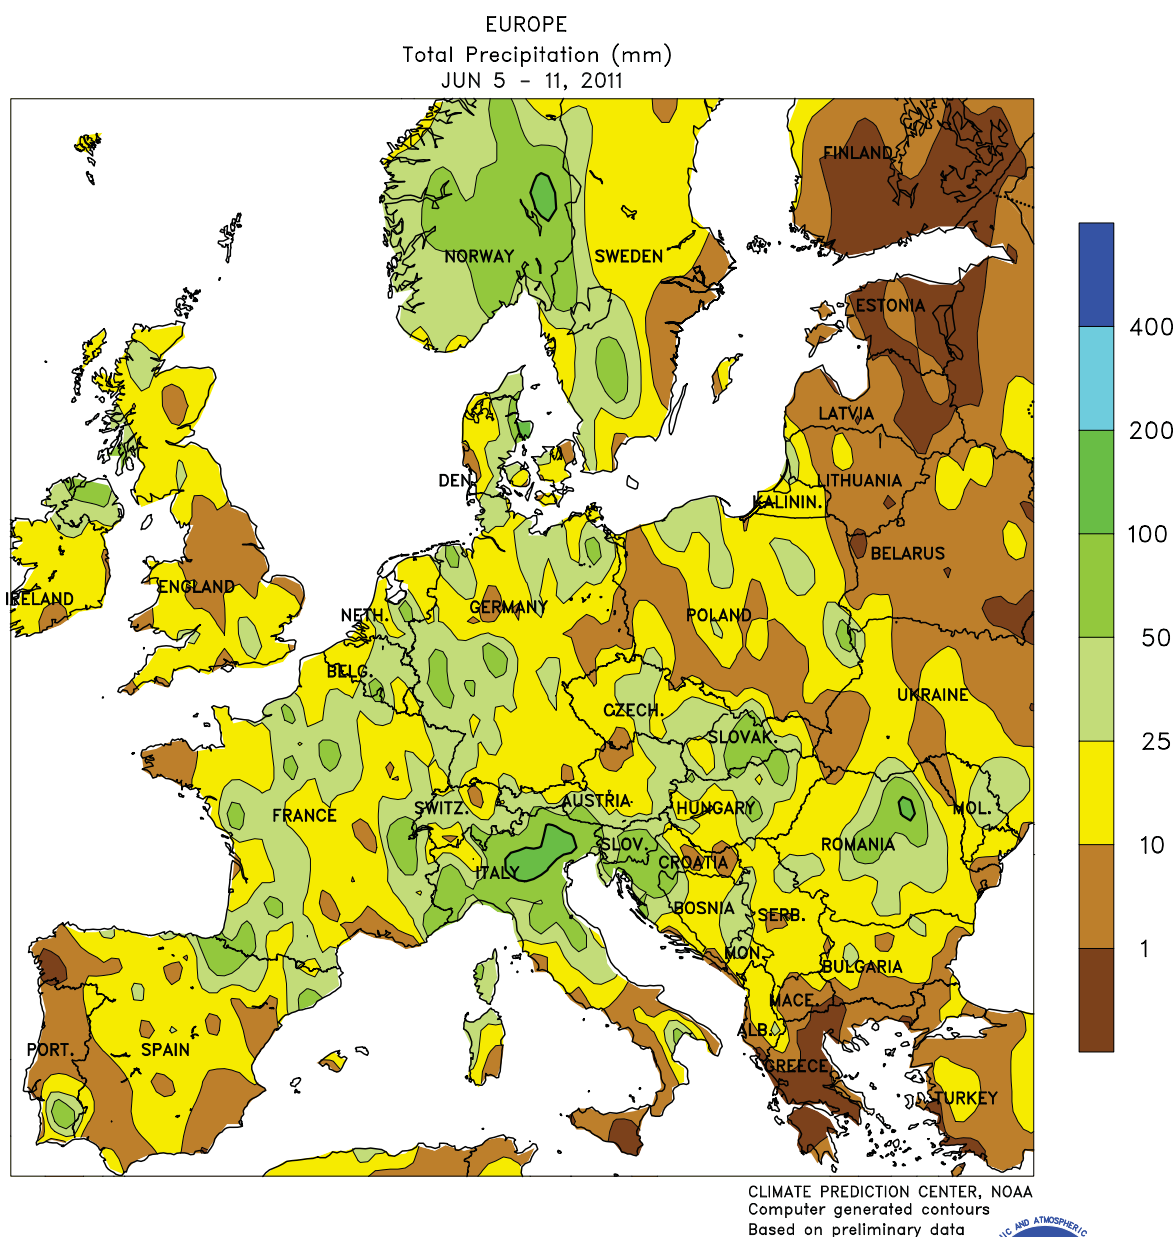 EUROPE
Total Precipitation (mm)
JUN 5 - 11, 2011
FINLAND
NORWAY
SWEDEN
ESTONIA
400
LATVIA
200
DEN.
LITHUANIA
KALININ.
100
BELARUS
ENGLAND
IRELAND
NETH.
GERMANY
POLAND
50
BELG.
UKRAINE
CZECH.
SLOVAK.
25
AUSTRIA
SWITZ.
HUNGARY
MOL.
FRANCE
ROMANIA
SLOV.
10
CROATIA
ITALY
BOSNIA
SERB.
MON.
1
BULGARIA
MACE.
ALB.
PORT.
SPAIN
GREECE
TURKEY
CLIMATE PREDICTION CENTER, NOAA
Computer generated contours
Based on preliminary data
AND ATMOSPHERIC